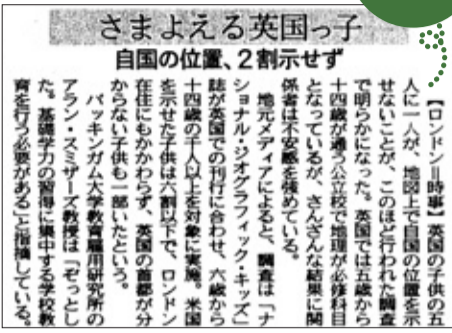 さまよえる英国っ子
自国の位置、2割示せず
【ロンドン＝時事】英国の子供の五
人に一人が、地図上で自国の位置を示
せないことが、このほど行われた調査
で明らかになった。英国では五歳から
十四歳が通う公立校で地理が必修科目
となっているが、さんざんな結果に関
係者は不安感を強めている。
地元メディアによると、調査は「ナ
ショナル・ジオグラフィック・キッズ」
誌が英国での刊行に合わせ、六歳から
十四歳の千人以上を対象に実施。米国
を示せた子供は六割以下で、ロンドン
在住にもかかわらず、英国の首都が分
からない子供も一部いたという。
バッキンガム大学教育雇用研究所の
アラン・スミザーズ教授は「ぞっとし
た。基礎学力の習得に集中する学校教
育を行う必要がある」と指摘している。